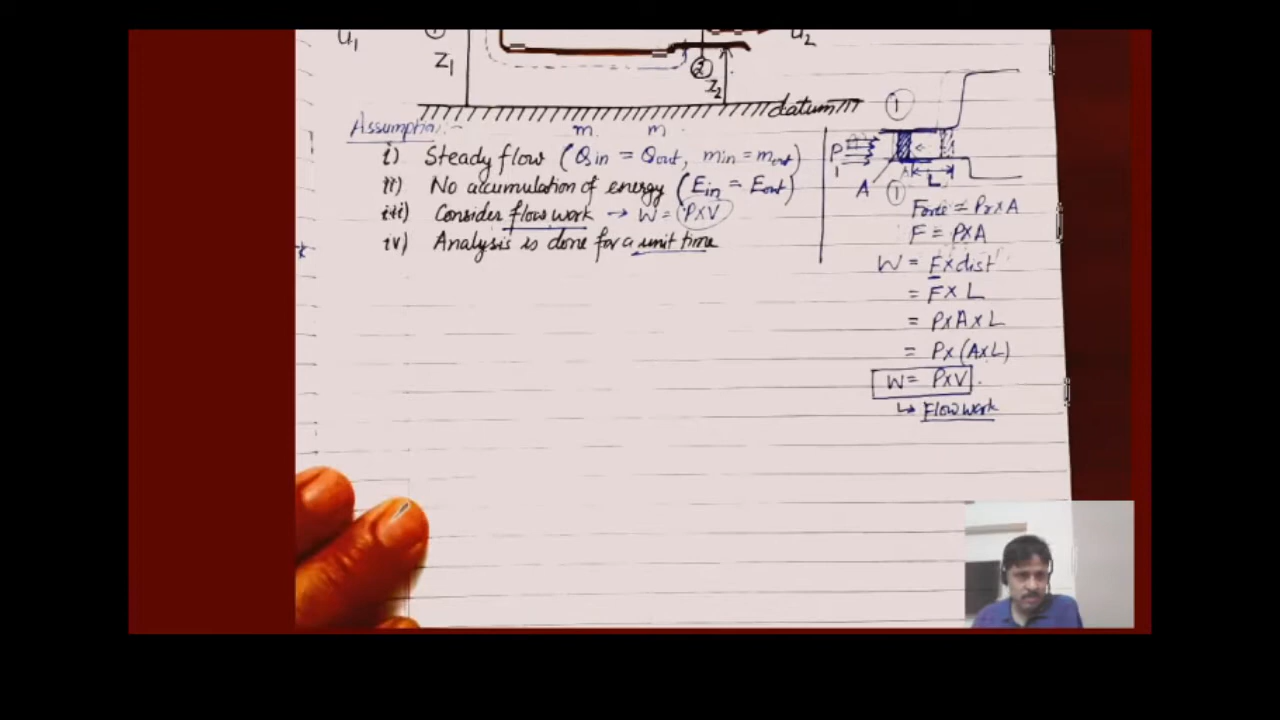 U₁ ① U₂
Z₁ ② Z₂
datum ①
Assumption:-
ṁ ṁ
i) Steady flow (Qin = Qout, min = mout)
P₁ A ① L
ii) No accumulation of energy (Ein = Eout)
iii) Consider flow work → W = (P×V)
iv) Analysis is done for a unit time
Force = Pr × A
F = P×A
W = F×dist
= F× L
= P×A×L
= P×(A×L)
W = P×V.
↳ Flow work